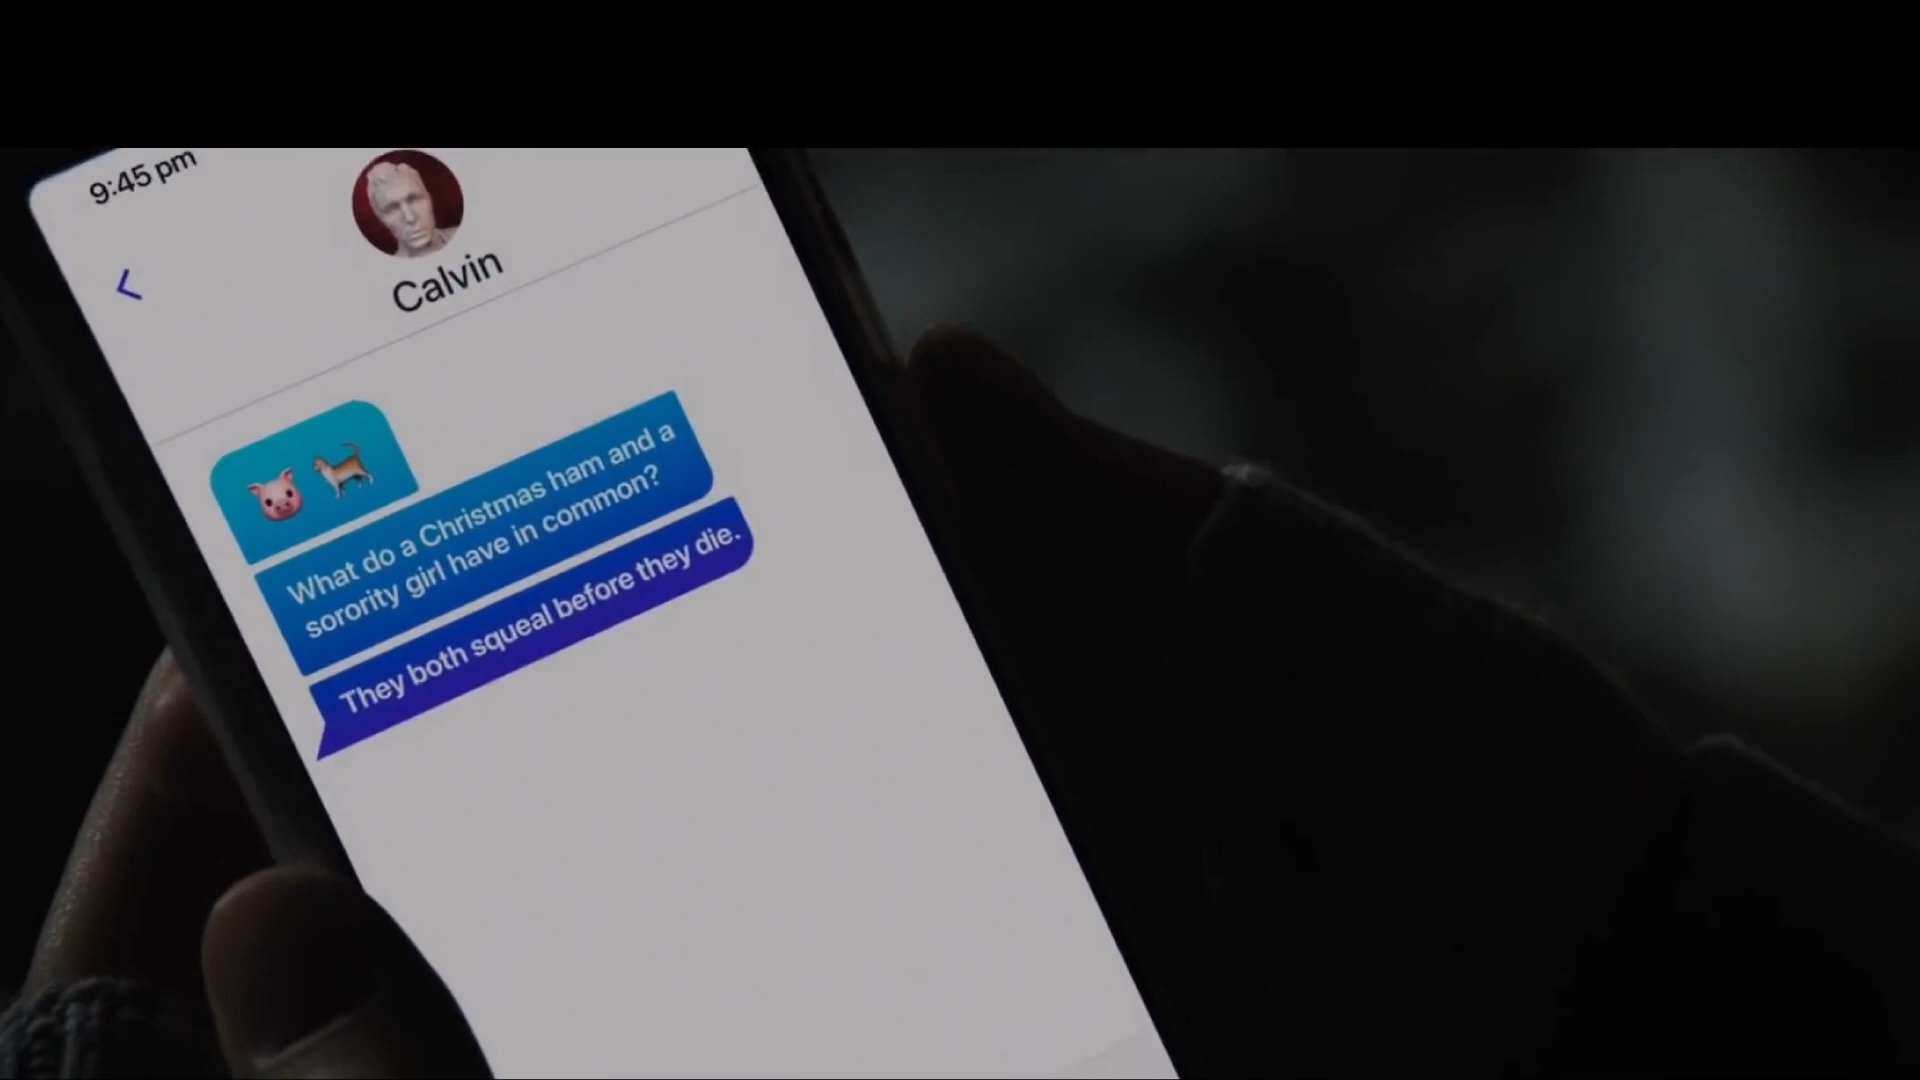 9:45 pm
Calvin
What do a Christmas ham and a
sorority girl have in common?
They both squeal before they die.